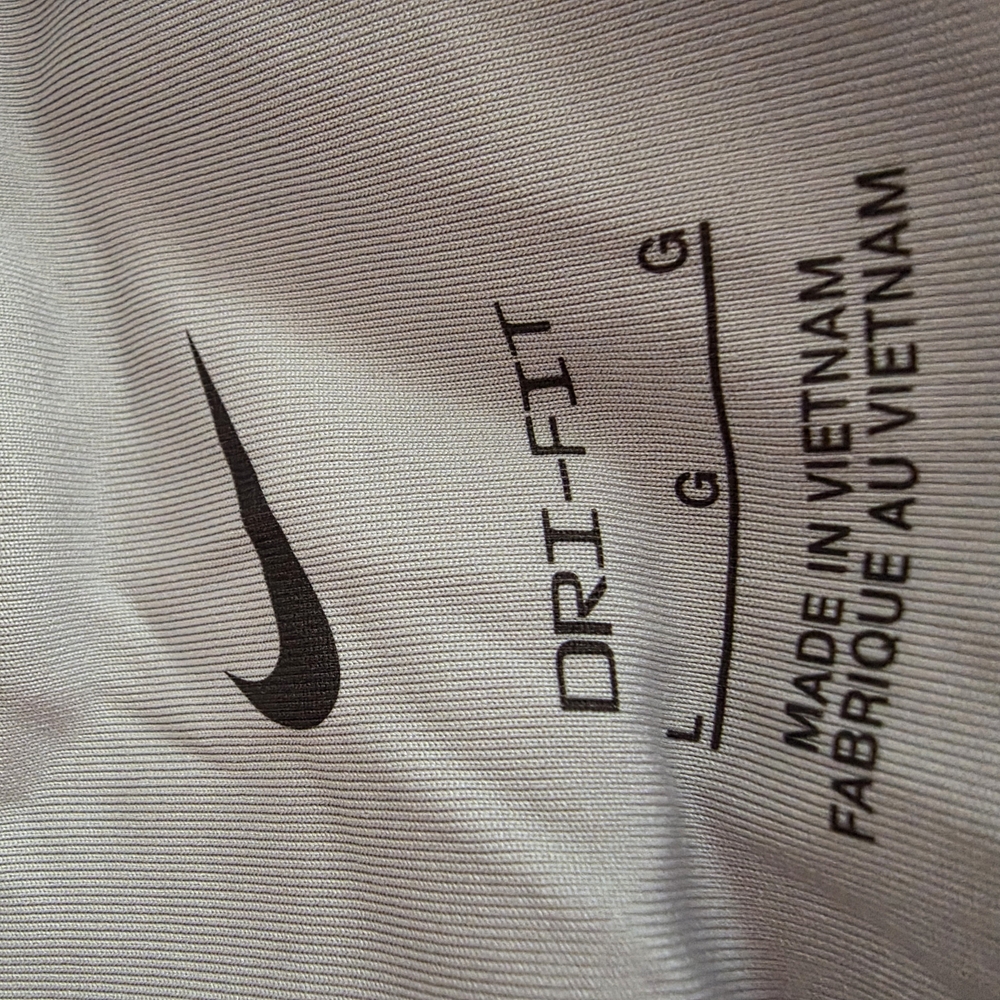 DRI-FIT
L G G
MADE IN VIETNAM
FABRIQUE AU VIETNAM